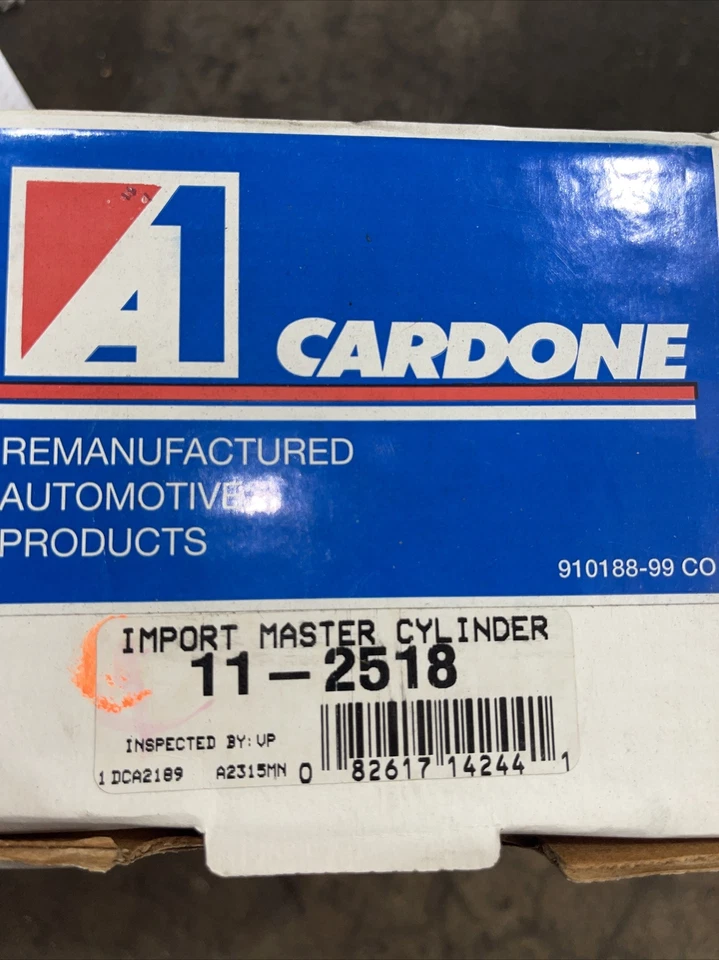 A1
CARDONE
REMANUFACTURED
AUTOMOTIVE
PRODUCTS
910188-99 CO
IMPORT MASTER CYLINDER
11-2518
INSPECTED BY: VP
1 DCA2189 A2315MN
0 82617 14244 1